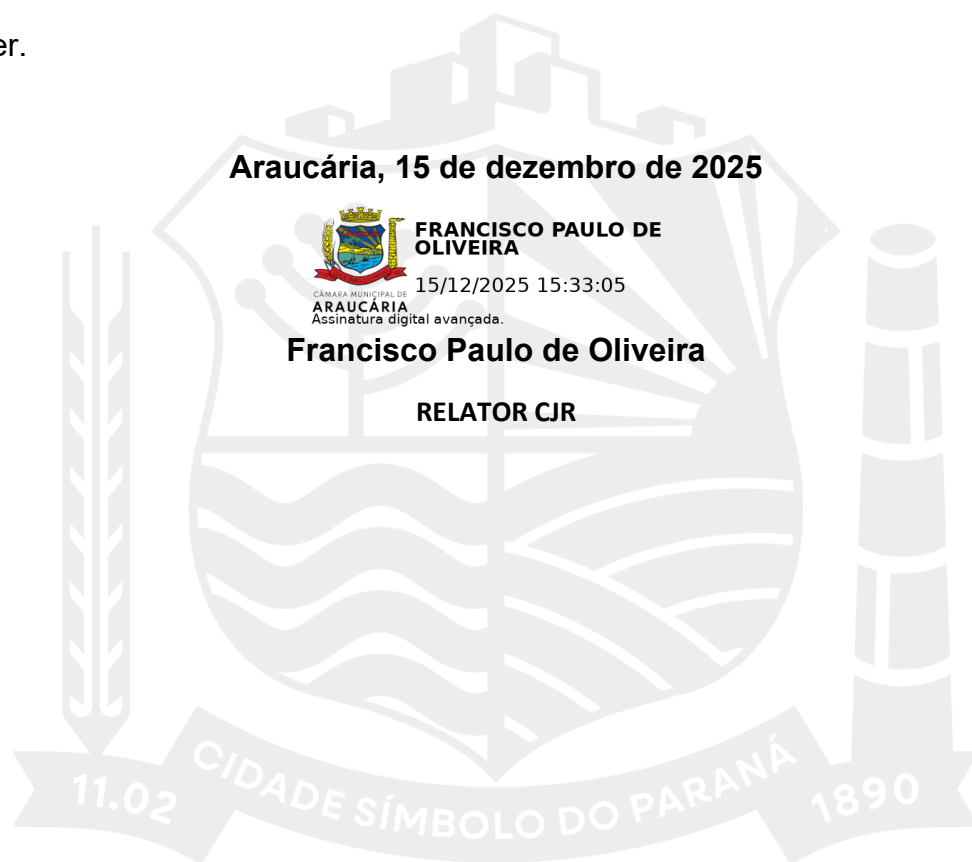 er.
Araucária, 15 de dezembro de 2025
FRANCISCO PAULO DE
OLIVEIRA
15/12/2025 15:33:05
CÂMARA MUNICIPAL DE
ARAUCÁRIA
Assinatura digital avançada.
Francisco Paulo de Oliveira
RELATOR CJR
11.02 CIDADE SÍMBOLO DO PARANÁ 1890